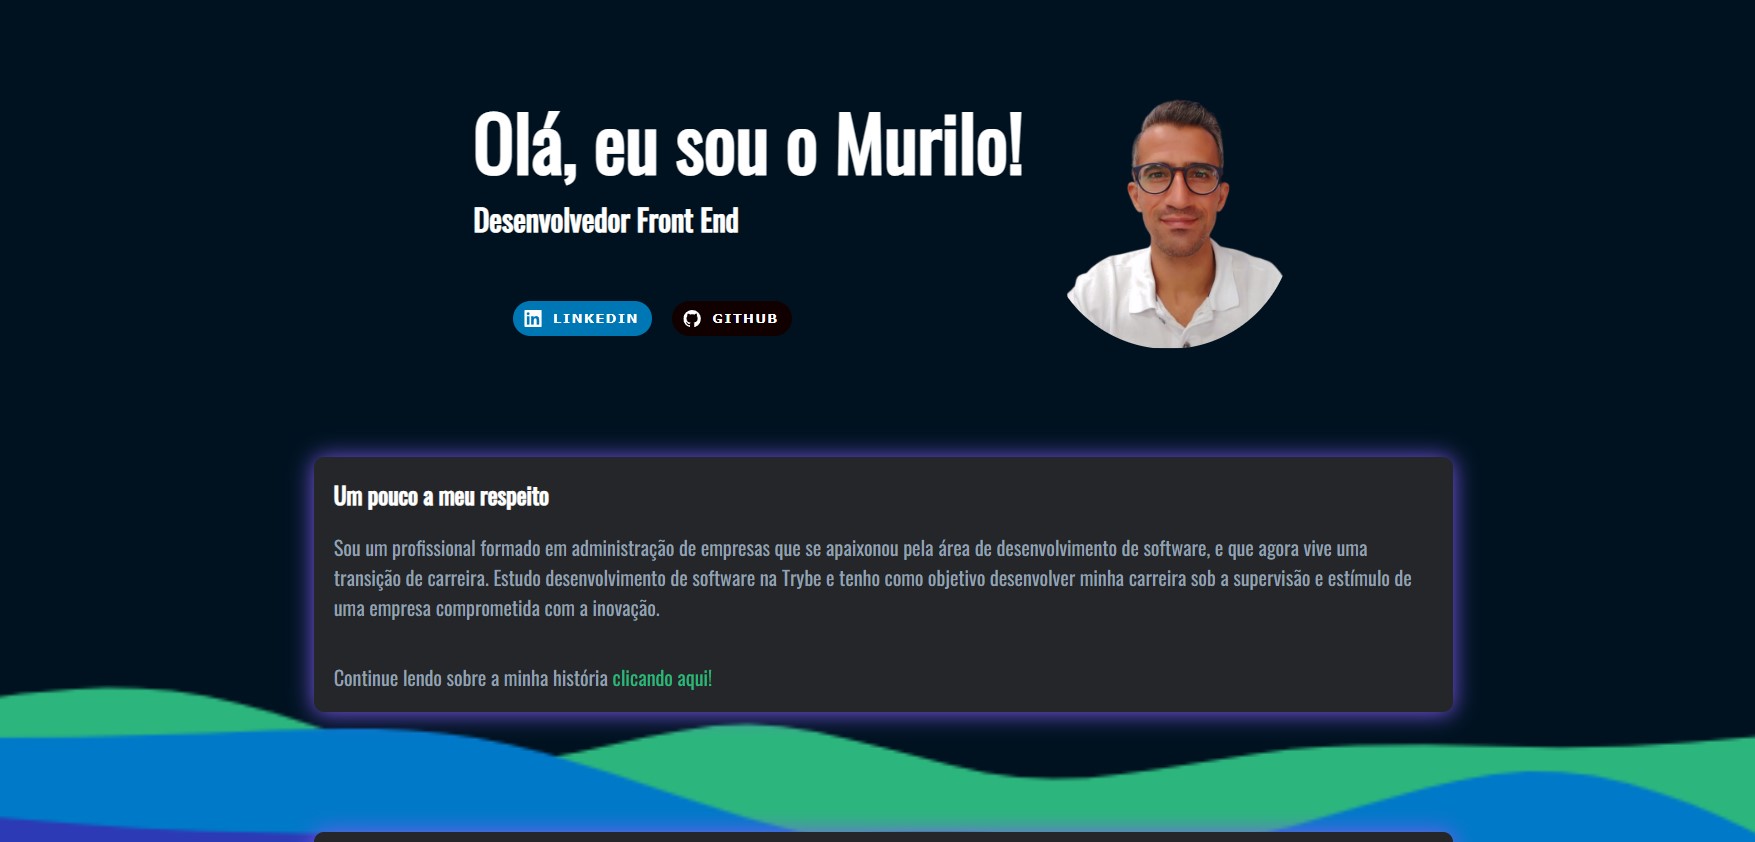 Olá, eu sou o Murilo!
Desenvolvedor Front End
LINKEDIN GITHUB
Um pouco a meu respeito
Sou um profissional formado em administração de empresas que se apaixonou pela área de desenvolvimento de software, e que agora vive uma
transição de carreira. Estudo desenvolvimento de software na Trybe e tenho como objetivo desenvolver minha carreira sob a supervisão e estímulo de
uma empresa comprometida com a inovação.
Continue lendo sobre a minha história clicando aqui!